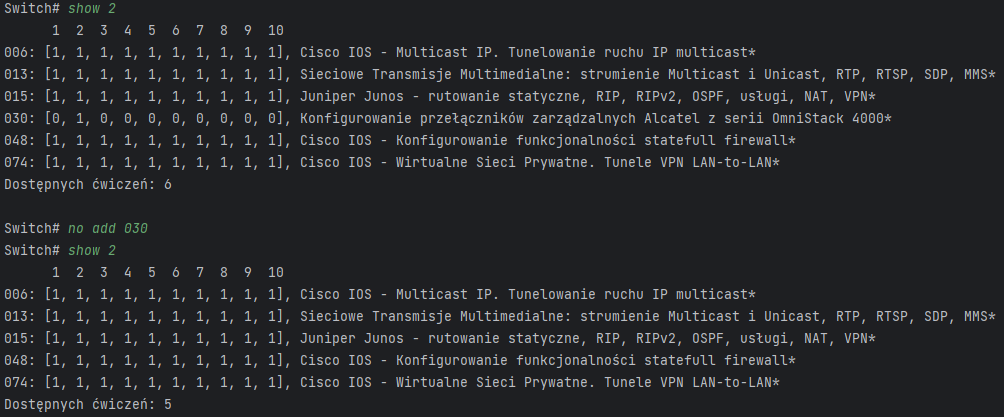 Switch# show 2
1 2 3 4 5 6 7 8 9 10
006: [1, 1, 1, 1, 1, 1, 1, 1, 1, 1], Cisco IOS - Multicast IP. Tunelowanie ruchu IP multicast*
013: [1, 1, 1, 1, 1, 1, 1, 1, 1, 1], Sieciowe Transmisje Multimedialne: strumienie Multicast i Unicast, RTP, RTSP, SDP, MMS*
015: [1, 1, 1, 1, 1, 1, 1, 1, 1, 1], Juniper Junos - rutowanie statyczne, RIP, RIPv2, OSPF, usługi, NAT, VPN*
030: [0, 1, 0, 0, 0, 0, 0, 0, 0, 0], Konfigurowanie przełączników zarządzalnych Alcatel z serii OmniStack 4000*
048: [1, 1, 1, 1, 1, 1, 1, 1, 1, 1], Cisco IOS - Konfigurowanie funkcjonalności statefull firewall*
074: [1, 1, 1, 1, 1, 1, 1, 1, 1, 1], Cisco IOS - Wirtualne Sieci Prywatne. Tunele VPN LAN-to-LAN*
Dostępnych ćwiczeń: 6
Switch# no add 030
Switch# show 2
1 2 3 4 5 6 7 8 9 10
006: [1, 1, 1, 1, 1, 1, 1, 1, 1, 1], Cisco IOS - Multicast IP. Tunelowanie ruchu IP multicast*
013: [1, 1, 1, 1, 1, 1, 1, 1, 1, 1], Sieciowe Transmisje Multimedialne: strumienie Multicast i Unicast, RTP, RTSP, SDP, MMS*
015: [1, 1, 1, 1, 1, 1, 1, 1, 1, 1], Juniper Junos - rutowanie statyczne, RIP, RIPv2, OSPF, usługi, NAT, VPN*
048: [1, 1, 1, 1, 1, 1, 1, 1, 1, 1], Cisco IOS - Konfigurowanie funkcjonalności statefull firewall*
074: [1, 1, 1, 1, 1, 1, 1, 1, 1, 1], Cisco IOS - Wirtualne Sieci Prywatne. Tunele VPN LAN-to-LAN*
Dostępnych ćwiczeń: 5